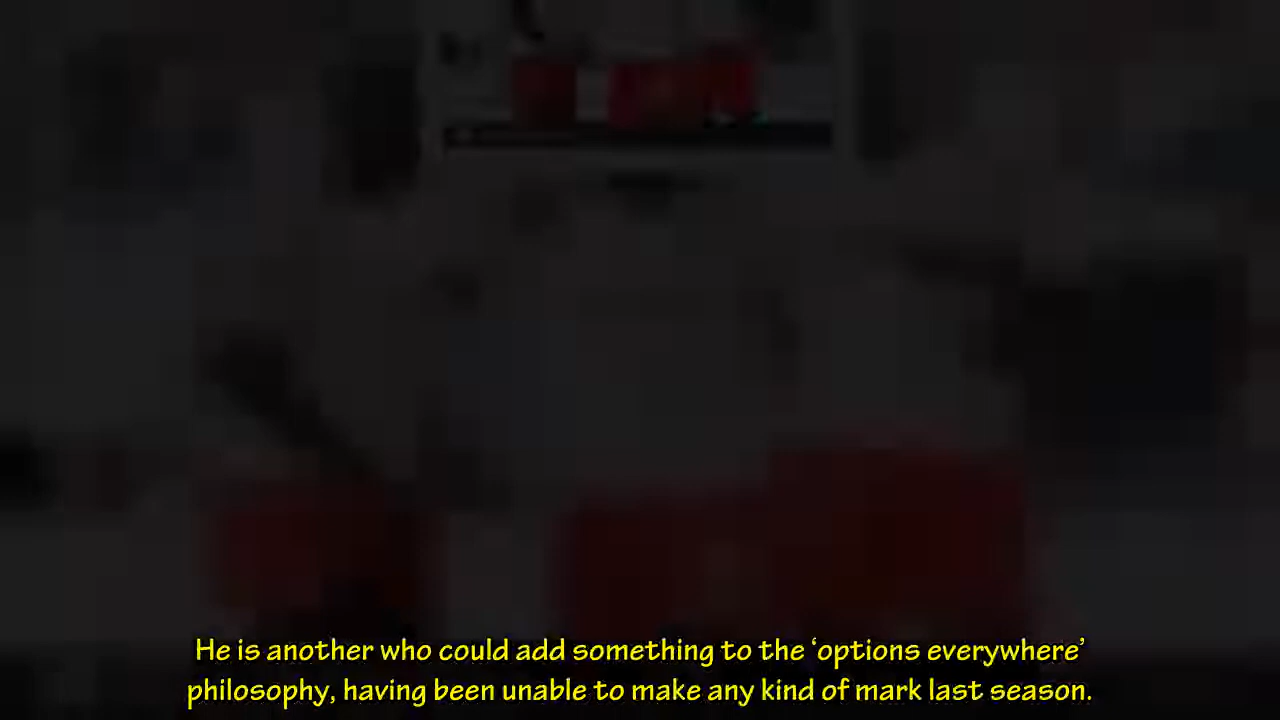 He is another who could add something to the ‘options everywhere’
philosophy, having been unable to make any kind of mark last season.